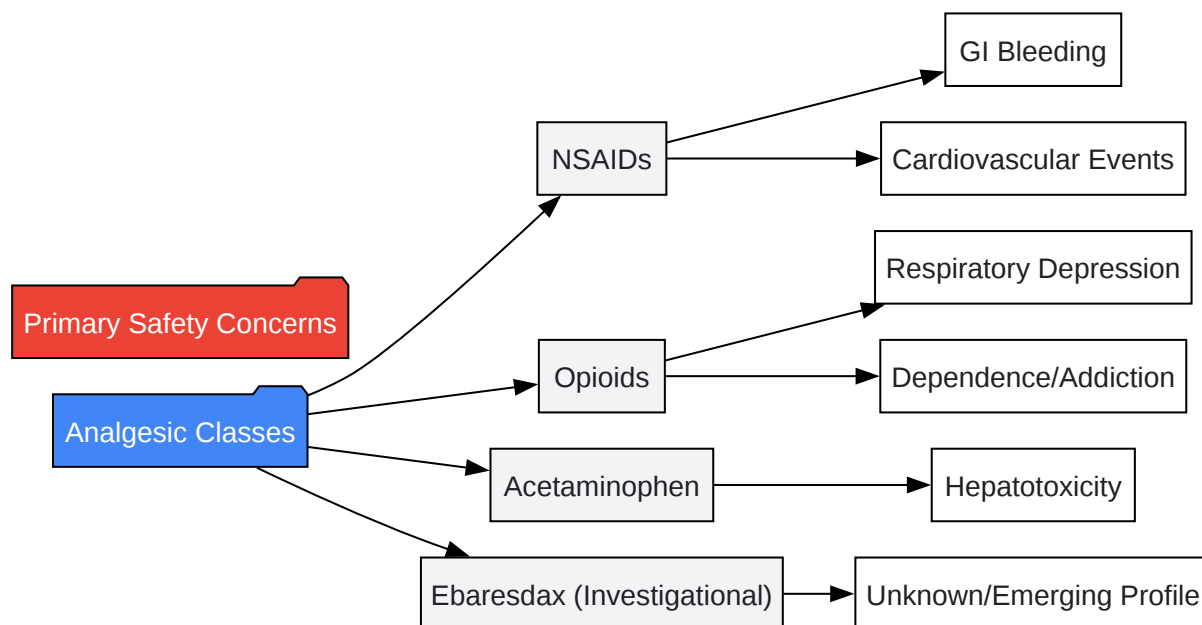 GI Bleeding
NSAIDs
Cardiovascular Events
Respiratory Depression
Primary Safety Concerns
Opioids
Dependence/Addiction
Analgesic Classes
Acetaminophen
Hepatotoxicity
Ebaresdax (Investigational)
Unknown/Emerging Profile